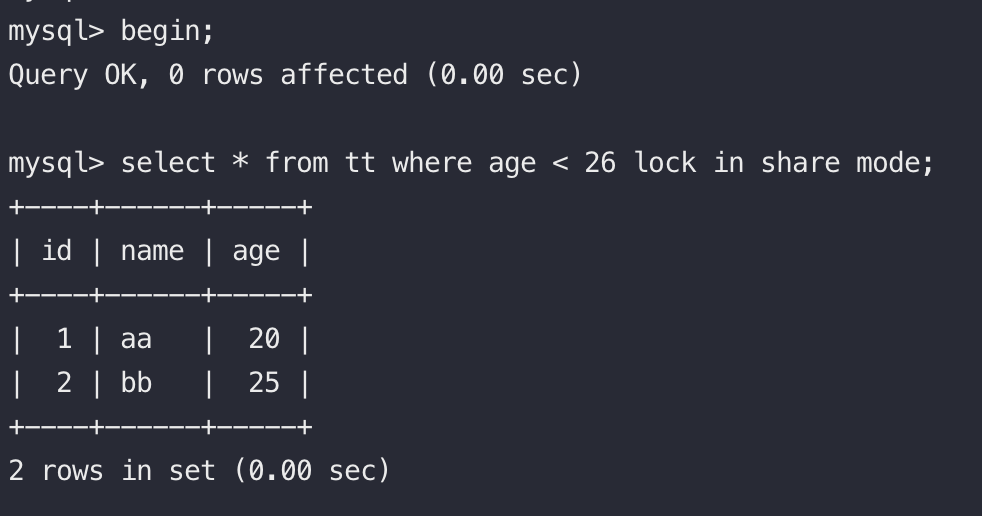 mysql> begin;
Query OK, 0 rows affected (0.00 sec)
mysql> select * from tt where age < 26 lock in share mode;
+----+------+-----+
| id | name | age |
+----+------+-----+
|  1 | aa   |  20 |
|  2 | bb   |  25 |
+----+------+-----+
2 rows in set (0.00 sec)